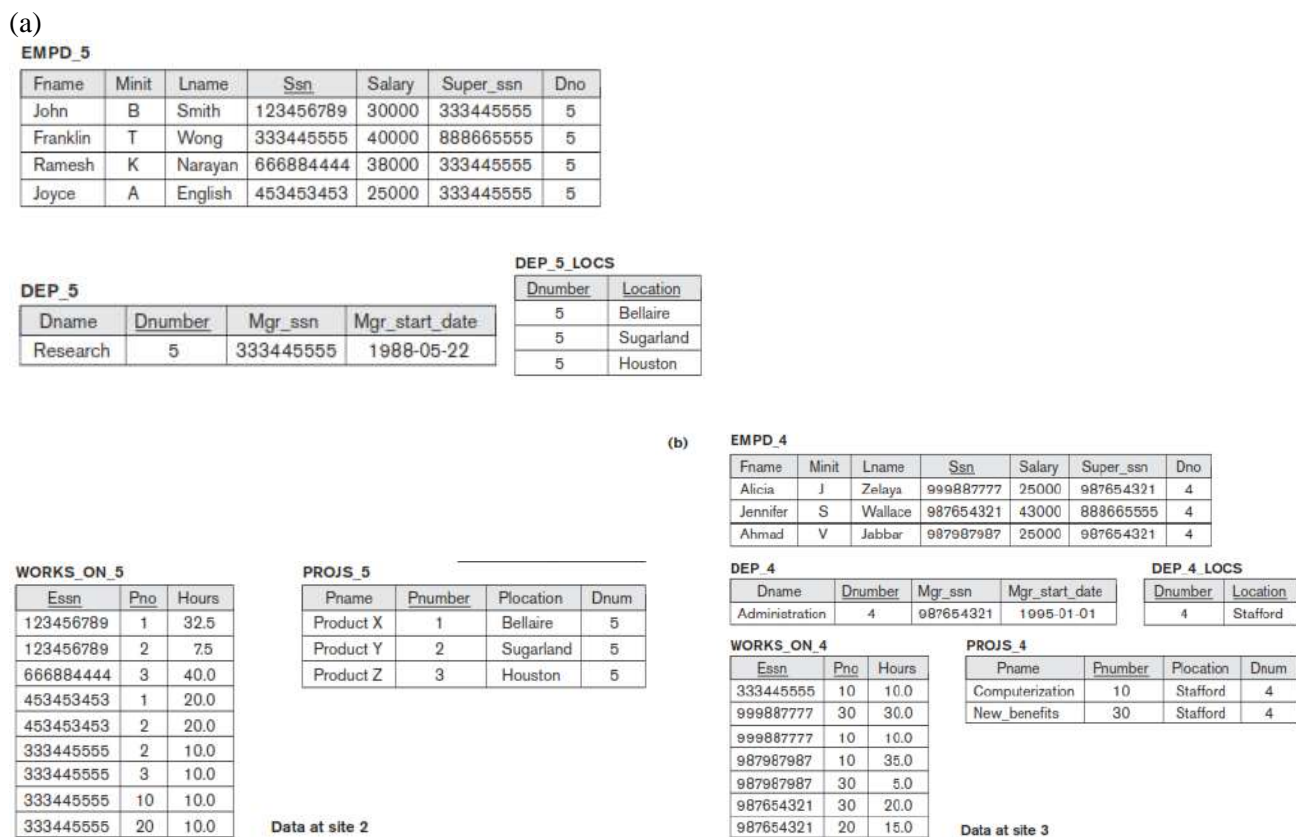 (a)
EMPD_5
Fname Minit Lname Ssn Salary Super_ssn Dno
John B Smith 123456789 30000 333445555 5
Franklin T Wong 333445555 40000 888665555 5
Ramesh K Narayan 666884444 38000 333445555 5
Joyce A English 453453453 25000 333445555 5
DEP_5
Dname Dnumber Mgr_ssn Mgr_start_date
Research 5 333445555 1988-05-22
DEP_5_LOCS
Dnumber Location
5 Bellaire
5 Sugarland
5 Houston
WORKS_ON_5
Essn Pno Hours
123456789 1 32.5
123456789 2 7.5
666884444 3 40.0
453453453 1 20.0
453453453 2 20.0
333445555 2 10.0
333445555 3 10.0
333445555 10 10.0
333445555 20 10.0
PROJS_5
Pname Pnumber Plocation Dnum
Product X 1 Bellaire 5
Product Y 2 Sugarland 5
Product Z 3 Houston 5
Data at site 2
(b)
EMPD_4
Fname Minit Lname Ssn Salary Super_ssn Dno
Alicia J Zelaya 999887777 25000 987654321 4
Jennifer S Wallace 987654321 43000 888665555 4
Ahmad V Jabbar 987987987 25000 987654321 4
DEP_4
Dname Dnumber Mgr_ssn Mgr_start_date
Administration 4 987654321 1995-01-01
DEP_4_LOCS
Dnumber Location
4 Stafford
WORKS_ON_4
Essn Pno Hours
333445555 10 10.0
999887777 30 30.0
999887777 10 10.0
987987987 10 35.0
987987987 30 5.0
987654321 30 20.0
987654321 20 15.0
PROJS_4
Pname Pnumber Plocation Dnum
Computerization 10 Stafford 4
New_benefits 30 Stafford 4
Data at site 3